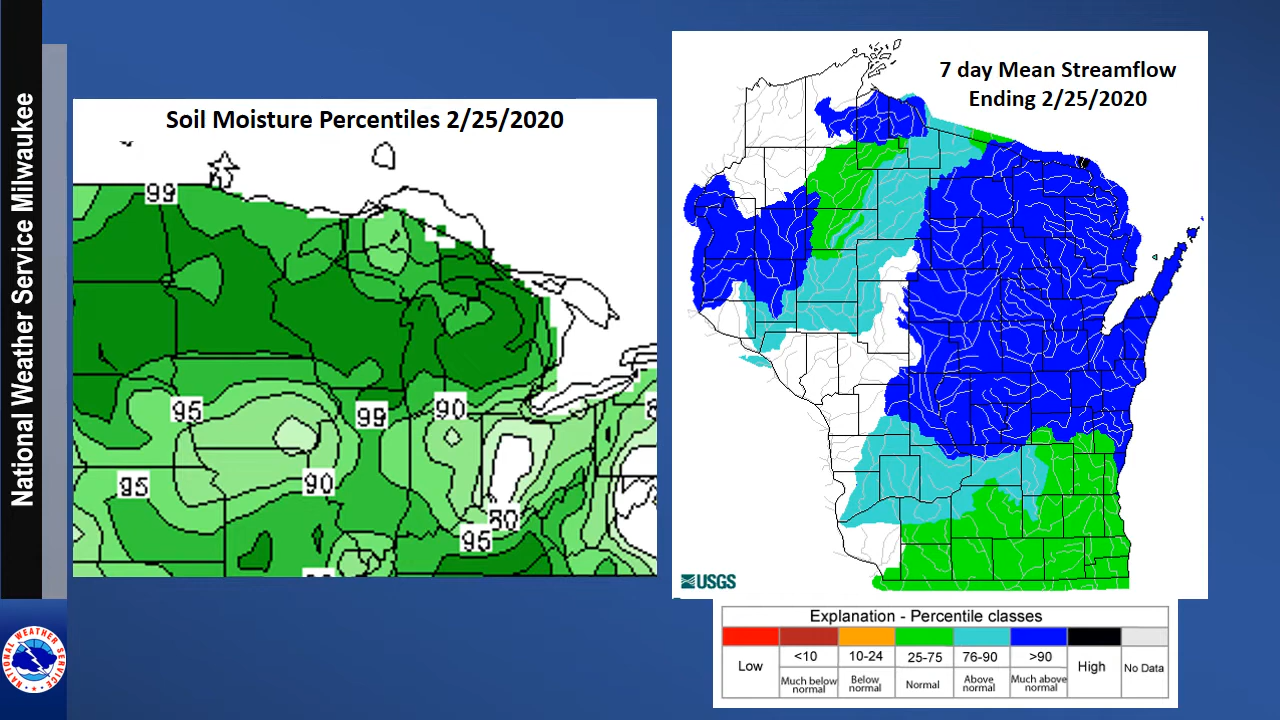 National Weather Service Milwaukee
NATIONAL WEATHER SERVICE
Soil Moisture Percentiles 2/25/2020
99
95
99
90
95
90
80
95
7 day Mean Streamflow
Ending 2/25/2020
USGS
Explanation - Percentile classes
Low
<10
10-24
25-75
76-90
>90
High
No Data
Much below
normal
Below
normal
Normal
Above
normal
Much above
normal